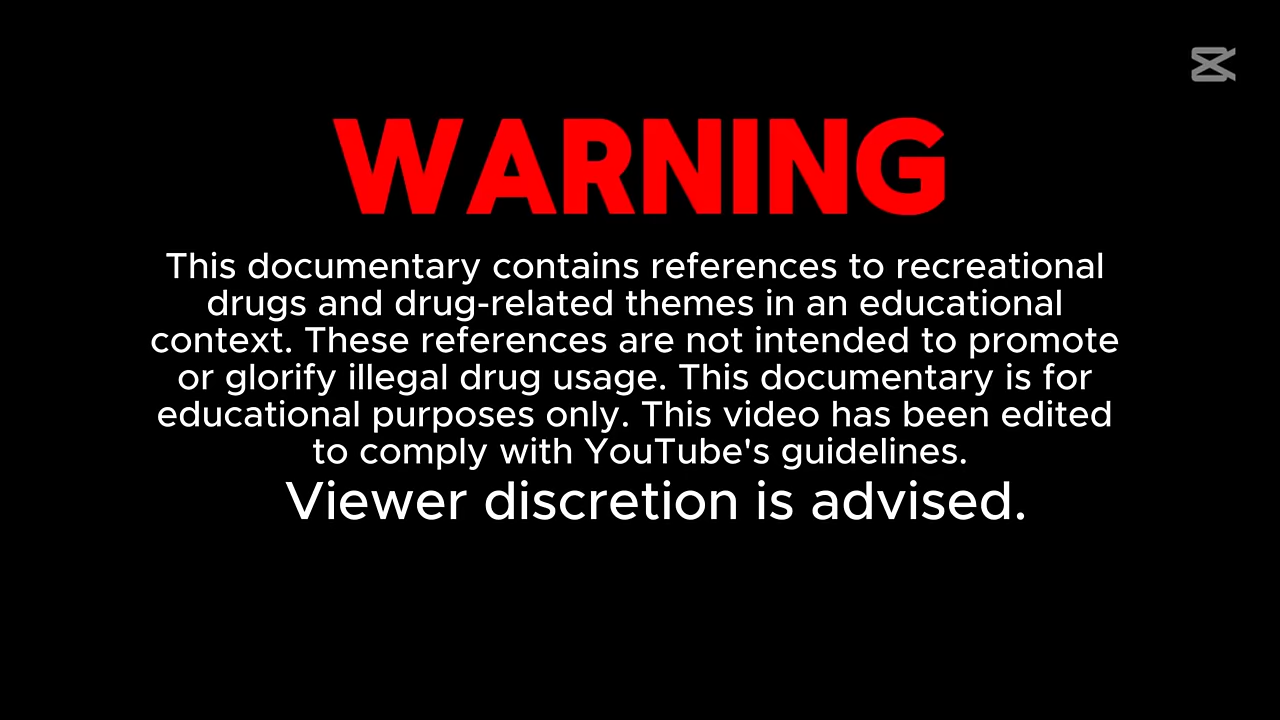 WARNING
This documentary contains references to recreational
drugs and drug-related themes in an educational
context. These references are not intended to promote
or glorify illegal drug usage. This documentary is for
educational purposes only. This video has been edited
to comply with YouTube's guidelines.
Viewer discretion is advised.